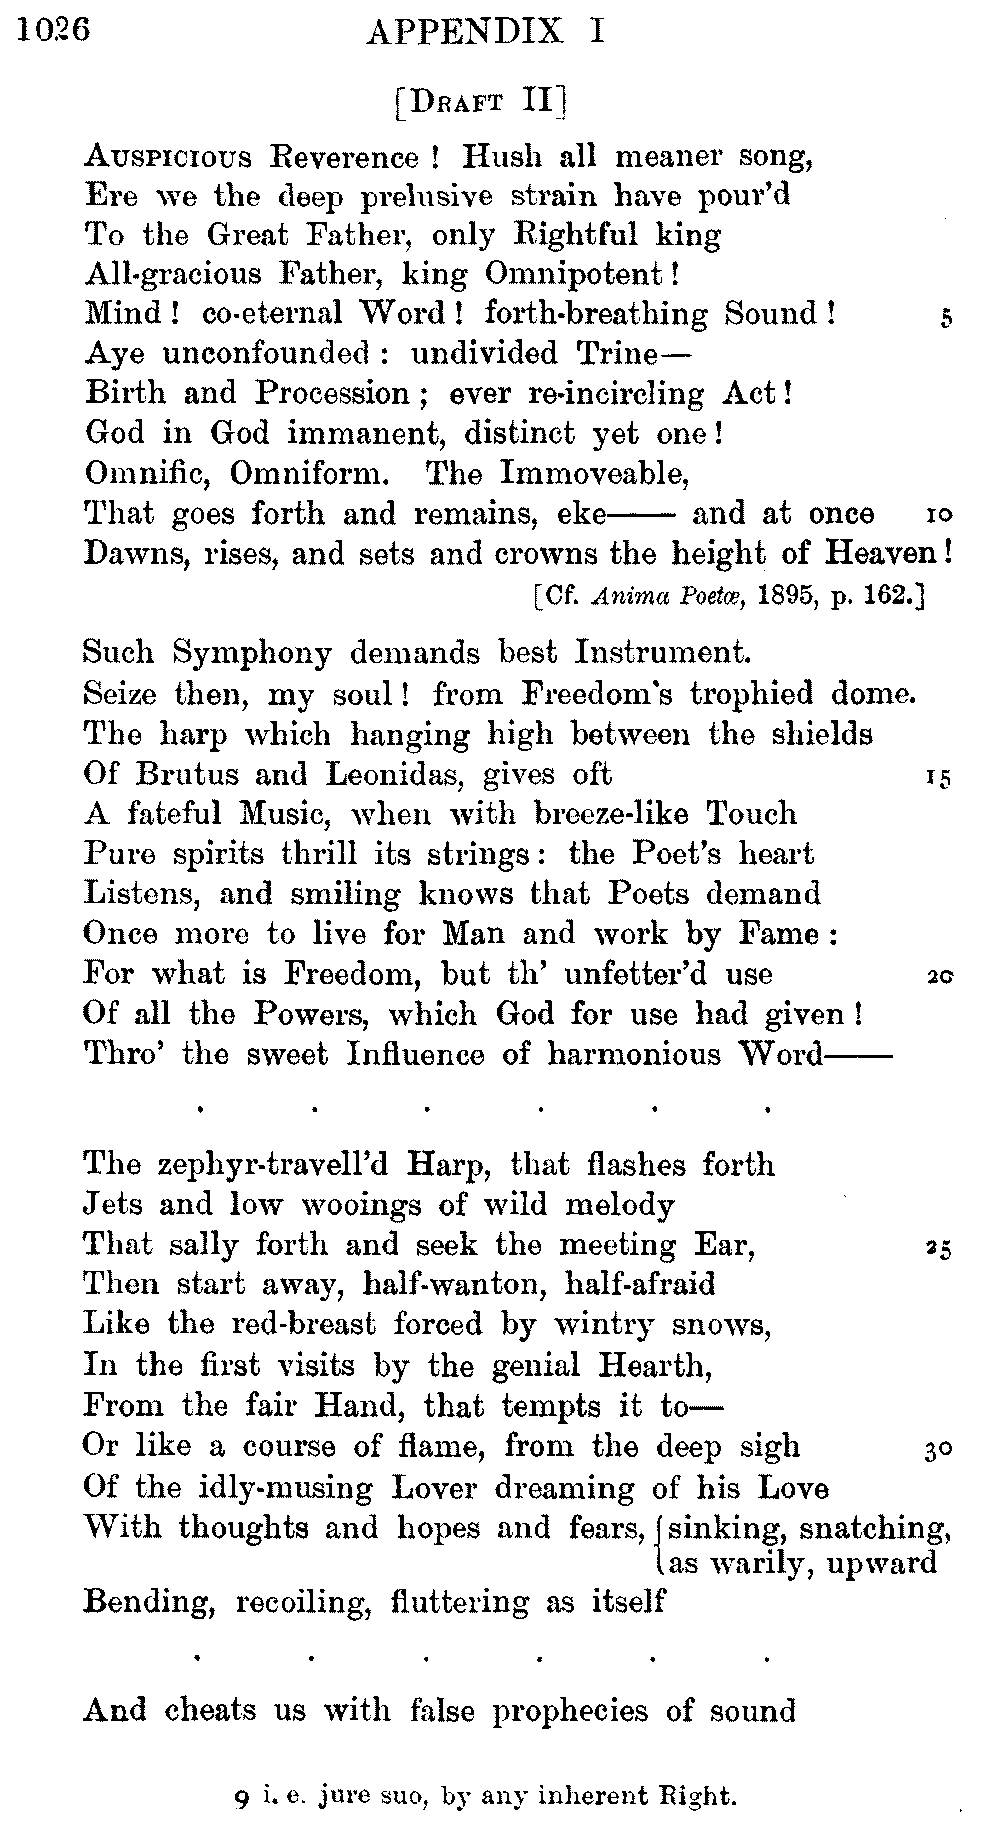 1026 APPENDIX I
[DRAFT II]
AUSPICIOUS Reverence ! Hush all meaner song,
Ere we the deep prelusive strain have pour'd
To the Great Father, only Rightful king
All-gracious Father, king Omnipotent !
Mind ! co-eternal Word ! forth-breathing Sound ! 5
Aye unconfounded : undivided Trine—
Birth and Procession ; ever re-incircling Act !
God in God immanent, distinct yet one !
Omnific, Omniform. The Immoveable,
That goes forth and remains, eke—— and at once 10
Dawns, rises, and sets and crowns the height of Heaven !
[Cf. Anima Poetæ, 1895, p. 162.]
Such Symphony demands best Instrument.
Seize then, my soul ! from Freedom's trophied dome.
The harp which hanging high between the shields
Of Brutus and Leonidas, gives oft 15
A fateful Music, when with breeze-like Touch
Pure spirits thrill its strings : the Poet's heart
Listens, and smiling knows that Poets demand
Once more to live for Man and work by Fame :
For what is Freedom, but th' unfetter'd use 20
Of all the Powers, which God for use had given !
Thro' the sweet Influence of harmonious Word——
. . . . . .
The zephyr-travell'd Harp, that flashes forth
Jets and low wooings of wild melody
That sally forth and seek the meeting Ear, 25
Then start away, half-wanton, half-afraid
Like the red-breast forced by wintry snows,
In the first visits by the genial Hearth,
From the fair Hand, that tempts it to—
Or like a course of flame, from the deep sigh 30
Of the idly-musing Lover dreaming of his Love
With thoughts and hopes and fears, { sinking, snatching,
as warily, upward
Bending, recoiling, fluttering as itself
. . . . . .
And cheats us with false prophecies of sound
9 i. e. jure suo, by any inherent Right.